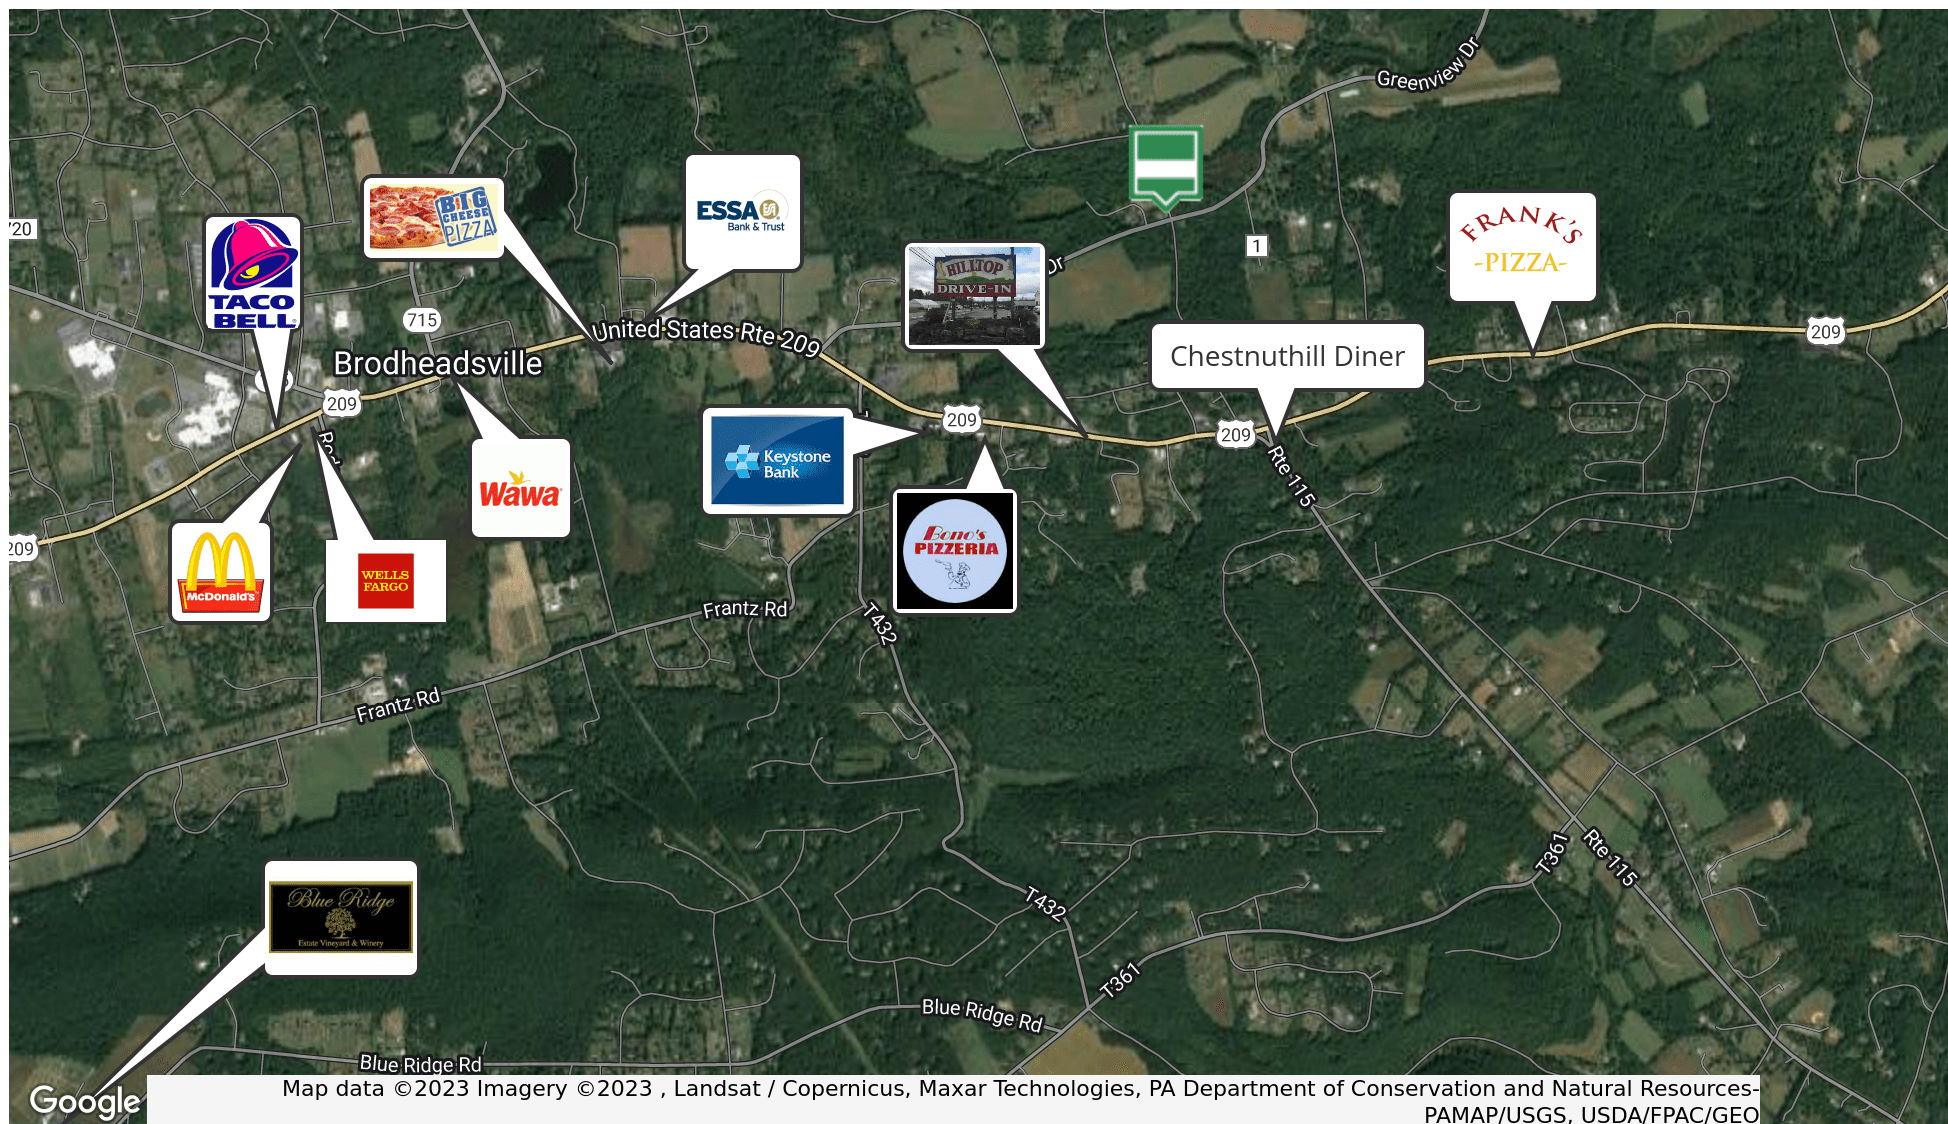 Greenview Dr
BIG
CHEESE
PIZZA
ESSA
Bank & Trust
FRANK'S
-PIZZA-
TACO
BELL
HILLTOP
DRIVE-IN
Dr
1
720
715
United States Rte 209
Brodheadsville
Chestnuthill Diner
209
209
209
209
209
Keystone
Bank
Rte 115
Wawa
Bono's
PIZZERIA
McDonald's
WELLS
FARGO
Frantz Rd
T432
Frantz Rd
T361
Rte 115
Blue Ridge
Estate Vineyard & Winery
T432
T361
Blue Ridge Rd
Blue Ridge Rd
Google
Map data ©2023 Imagery ©2023 , Landsat / Copernicus, Maxar Technologies, PA Department of Conservation and Natural Resources-
PAMAP/USGS, USDA/FPAC/GEO